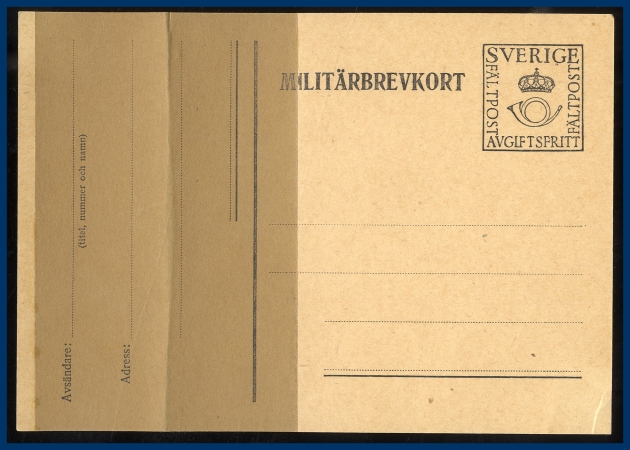 MILITÄRBREVKORT
SVERIGE
FÄLTPOST
FÄLTPOST
AVGIFTSFRITT
Avsändare:
(titel, nummer och namn)
Adress: